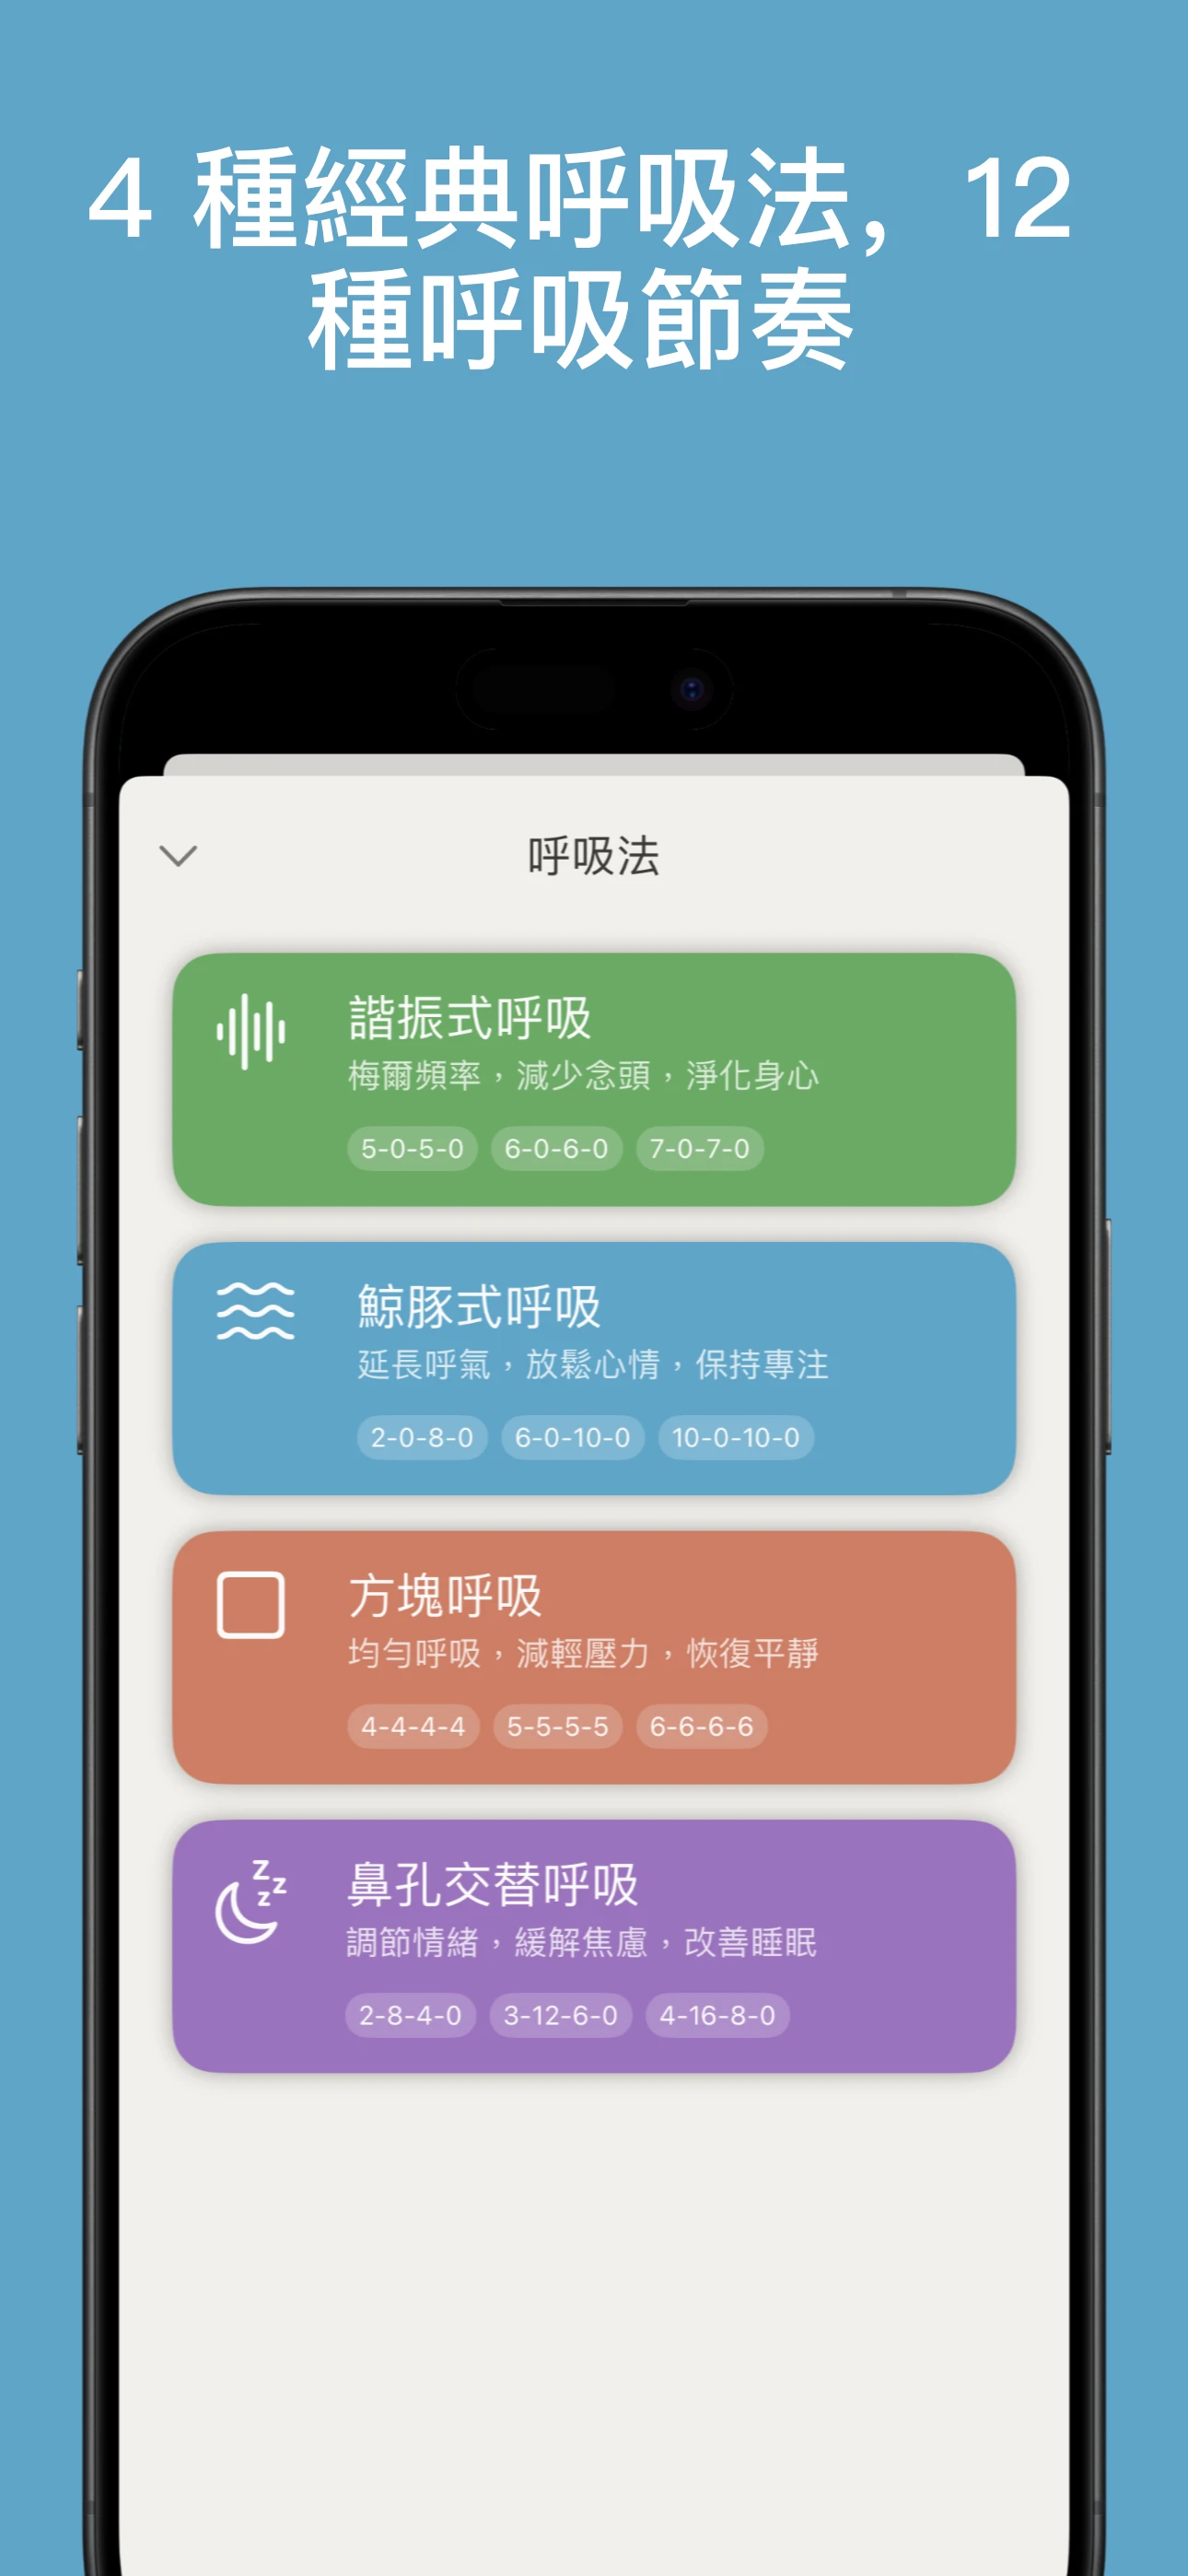 4 種經典呼吸法，12
種呼吸節奏
呼吸法
諧振式呼吸
梅爾頻率，減少念頭，淨化身心
5-0-5-0 6-0-6-0 7-0-7-0
鯨豚式呼吸
延長呼氣，放鬆心情，保持專注
2-0-8-0 6-0-10-0 10-0-10-0
方塊呼吸
均勻呼吸，減輕壓力，恢復平靜
4-4-4-4 5-5-5-5 6-6-6-6
z z z
鼻孔交替呼吸
調節情緒，緩解焦慮，改善睡眠
2-8-4-0 3-12-6-0 4-16-8-0